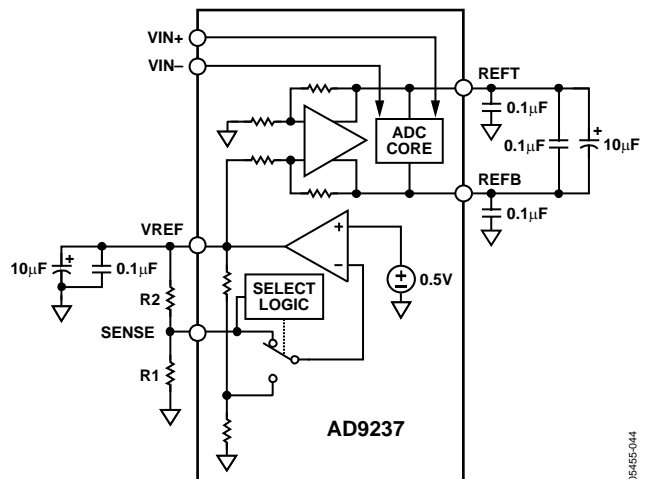 VIN+
VIN–
REFT
0.1µF
ADC
CORE
0.1µF
+
10µF
REFB
0.1µF
VREF
+
–
0.5V
+
–
10µF
+
0.1µF
R2
SELECT
LOGIC
SENSE
R1
AD9237
05455-044